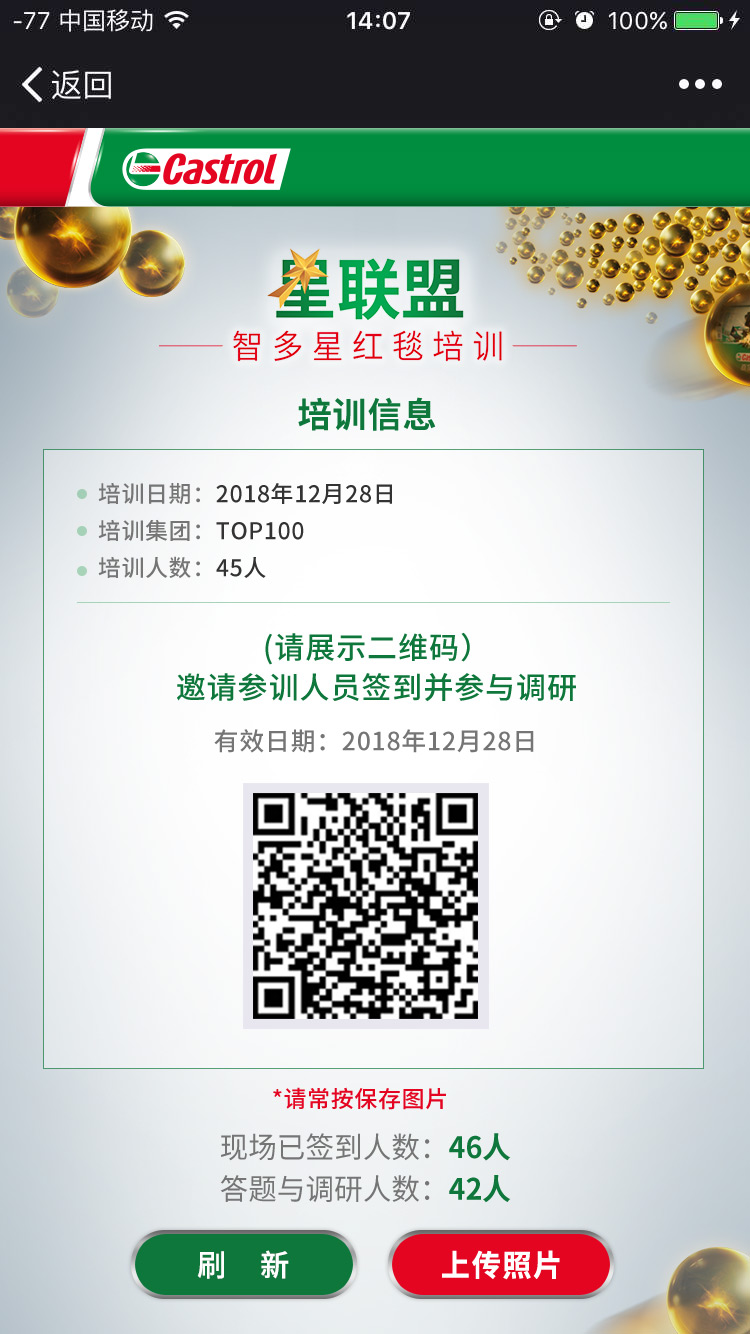 -77 中国移动 14:07 100%
返回
Castrol
星联盟
智多星红毯培训
培训信息
培训日期：2018年12月28日
培训集团：TOP100
培训人数：45人
(请展示二维码）
邀请参训人员签到并参与调研
有效日期：2018年12月28日
*请常按保存图片
现场已签到人数：46人
答题与调研人数：42人
刷 新 上传照片